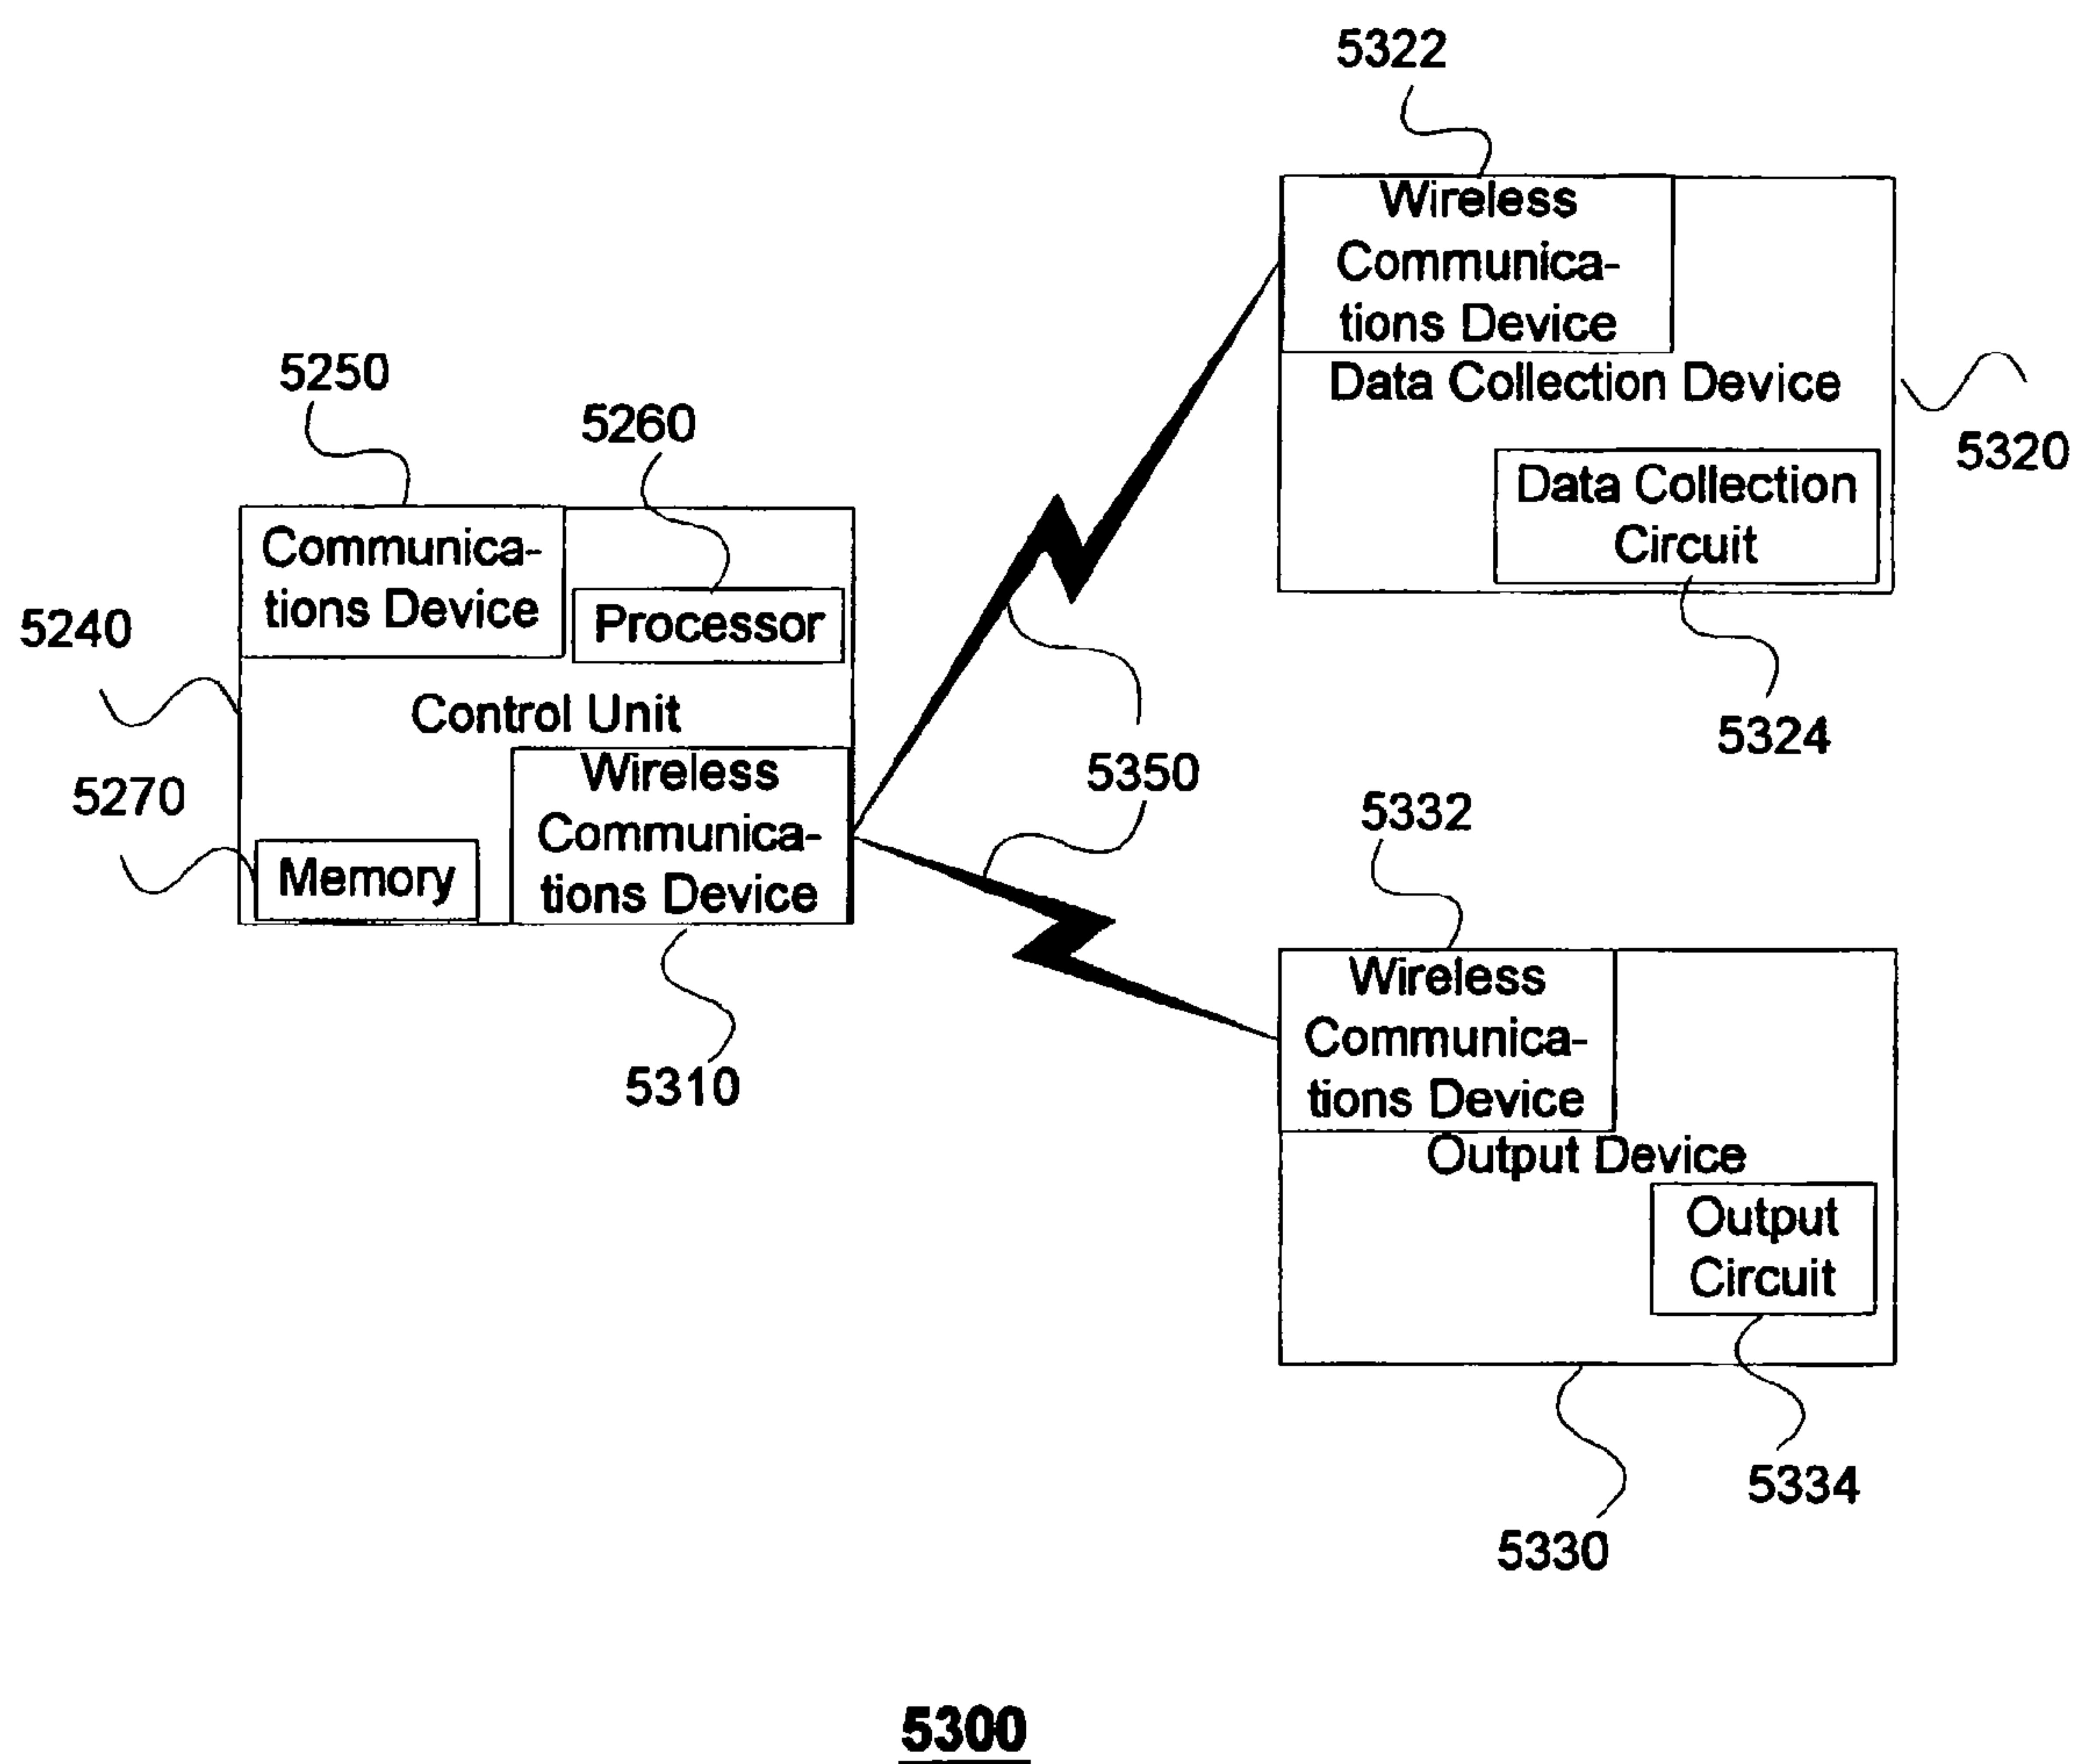 5322
Wireless
Communica-
tions Device
Data Collection Device
5320
Data Collection
Circuit
5324
5250
5260
Communica-
tions Device
Processor
5240
Control Unit
5270
Wireless
Communica-
tions Device
Memory
5310
5350
5332
Wireless
Communica-
tions Device
Output Device
Output
Circuit
5334
5330
5300